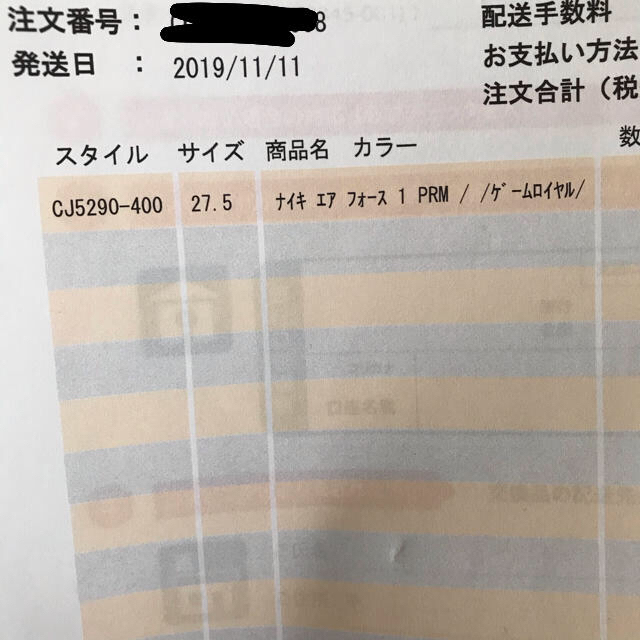 注文番号： 8
発送日 ： 2019/11/11
配送手数料
お支払い方法
注文合計（税
スタイル サイズ 商品名 カラー 数
CJ5290-400 27.5 ﾅｲｷ ｴｱ ﾌｫｰｽ 1 PRM / /ｹﾞｰﾑﾛｲﾔﾙ/